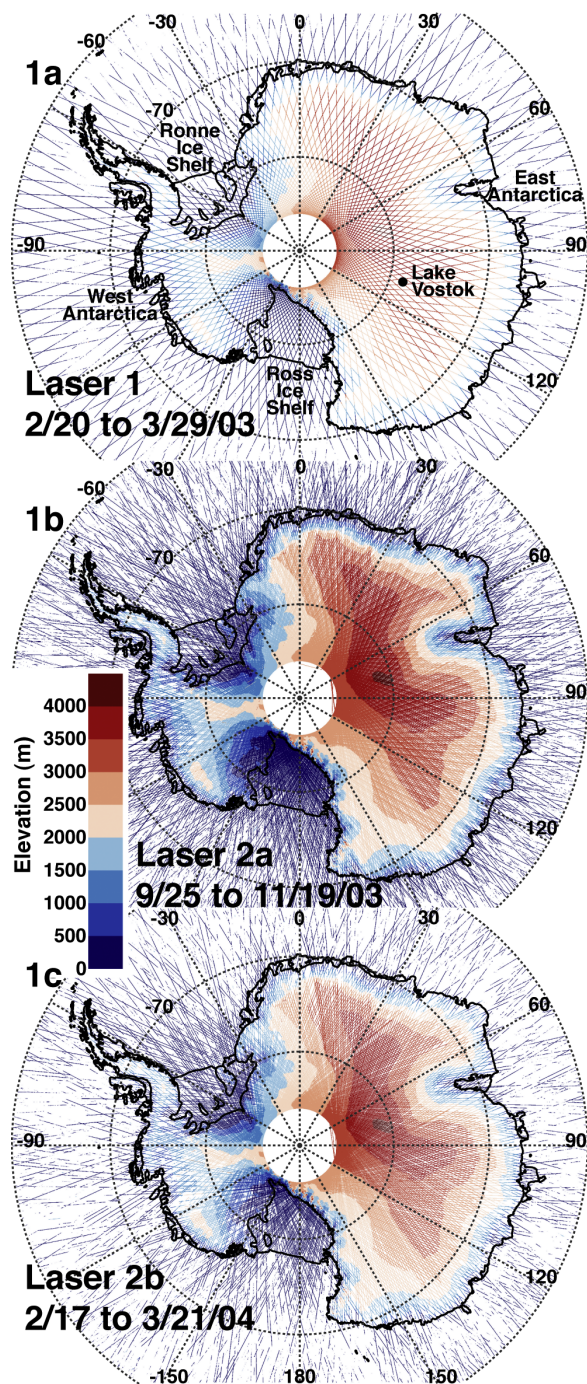 -60
-30
0
30
1a
-70
Ronne
Ice
Shelf
60
East
Antarctica
-90
90
Lake
Vostok
West
Antarctica
Ross
Ice
Shelf
120
Laser 1
2/20 to 3/29/03
-60
-30
0
30
1b
-70
60
90
Elevation (m)
4000
3500
3000
2500
2000
1500
1000
500
0
120
Laser 2a
9/25 to 11/19/03
-30
0
30
1c
-70
60
-90
90
120
Laser 2b
2/17 to 3/21/04
-150
180
150